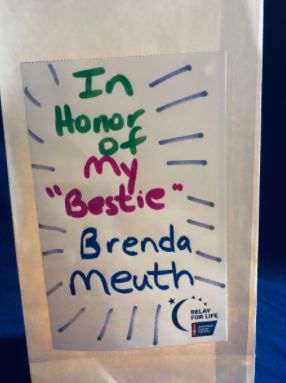 In
Honor
of
My
"Bestie"
Brenda
Meuth
RELAY
FOR LIFE